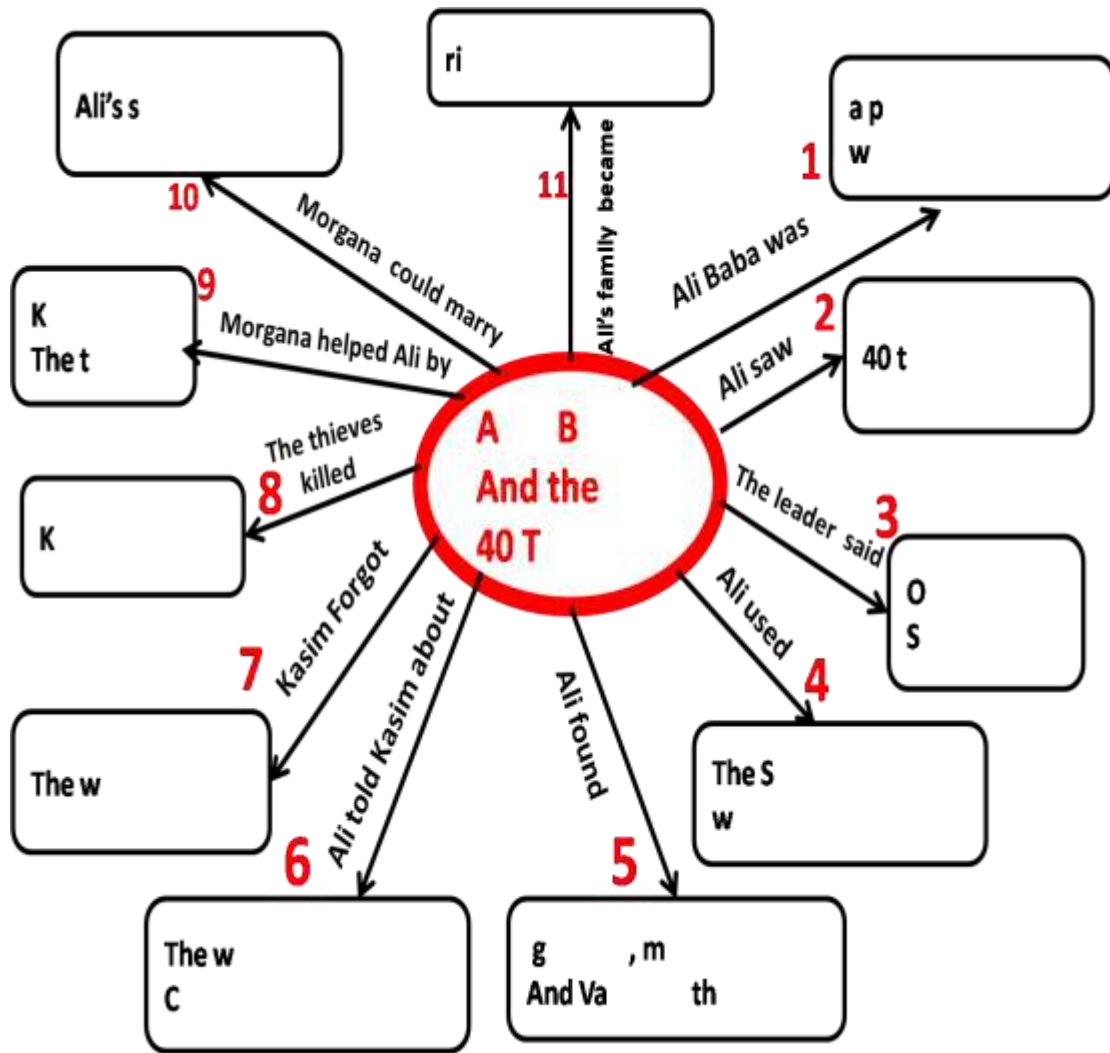 A B
And the
40 T
1
Ali Baba was
a p
w
2
Ali saw
40 t
3
The leader said
O
S
4
Ali used
The S
w
5
Ali found
g , m
And Va th
6
Ali told Kasim about
The w
C
7
Kasim Forgot
The w
8
The thieves
killed
K
9
Morgana helped Ali by
K
The t
10
Morgana could marry
Ali's s
11
Ali's family became
ri